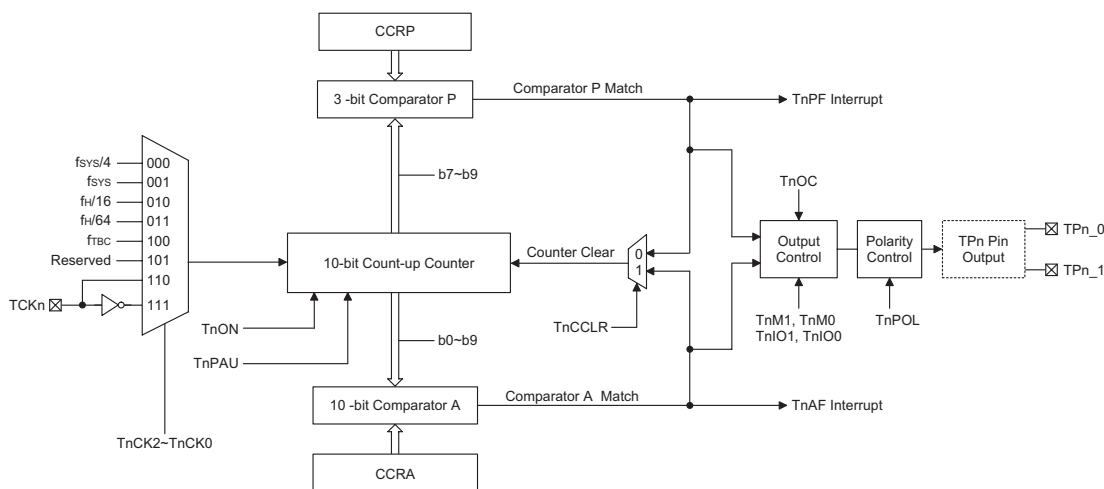 CCRP
3 -bit Comparator P
Comparator P Match
TnPF Interrupt
b7~b9
fSYS/4
000
fSYS
001
fH/16
010
fH/64
011
fTBC
100
Reserved
101
110
TCKn
111
TnCK2~TnCK0
10-bit Count-up Counter
Counter Clear
0
1
TnCCLR
TnON
TnPAU
b0~b9
TnOC
Output
Control
TnM1, TnM0
TnIO1, TnIO0
Polarity
Control
TnPOL
TPn Pin
Output
TPn_0
TPn_1
10 -bit Comparator A
Comparator A Match
TnAF Interrupt
CCRA